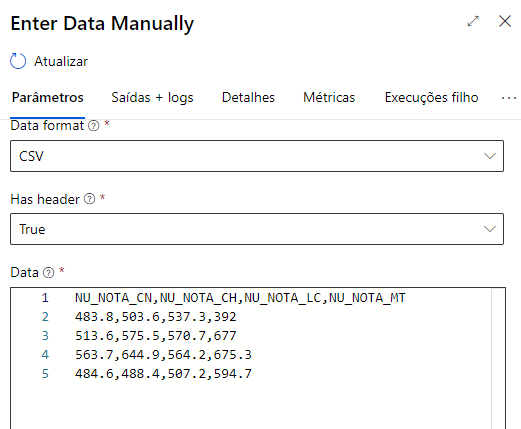 Enter Data Manually
Atualizar
Parâmetros Saídas + logs Detalhes Métricas Execuções filho ...
Data format *
CSV
Has header *
True
Data *
1 NU_NOTA_CN,NU_NOTA_CH,NU_NOTA_LC,NU_NOTA_MT
2 483.8,503.6,537.3,392
3 513.6,575.5,570.7,677
4 563.7,644.9,564.2,675.3
5 484.6,488.4,507.2,594.7